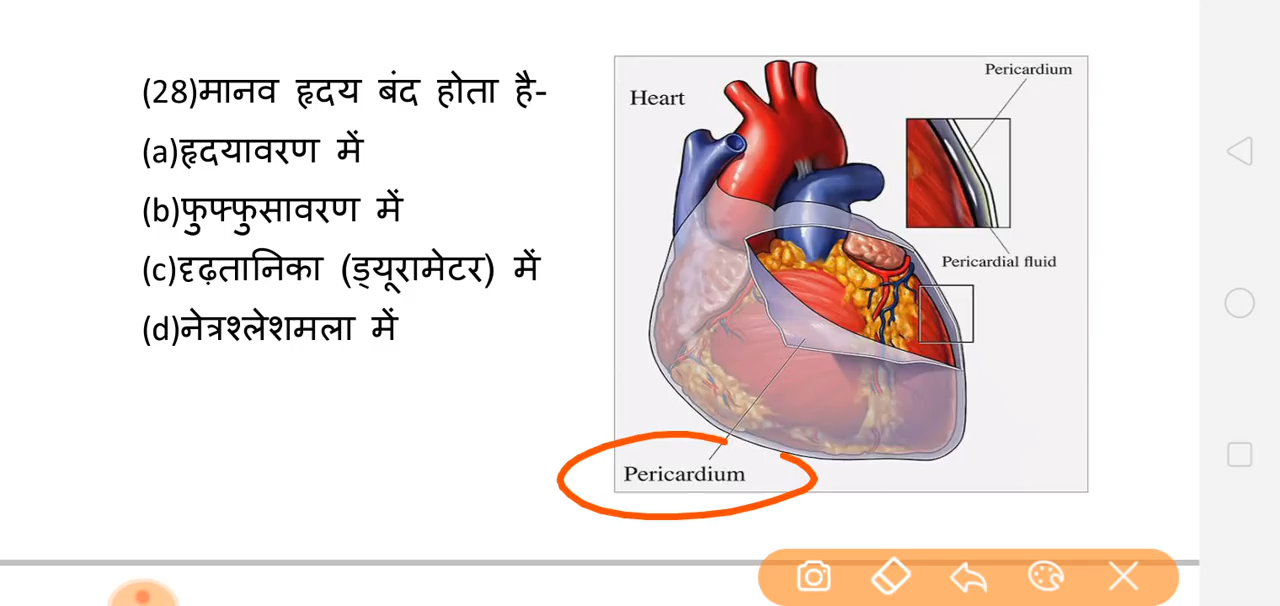 (28)मानव हृदय बंद होता है-
(a)हृदयावरण में
(b)फुफ्फुसावरण में
(c)दृढ़तानिका (ड्यूरामेटर) में
(d)नेत्रश्लेशमला में
Heart
Pericardium
Pericardial fluid
Pericardium